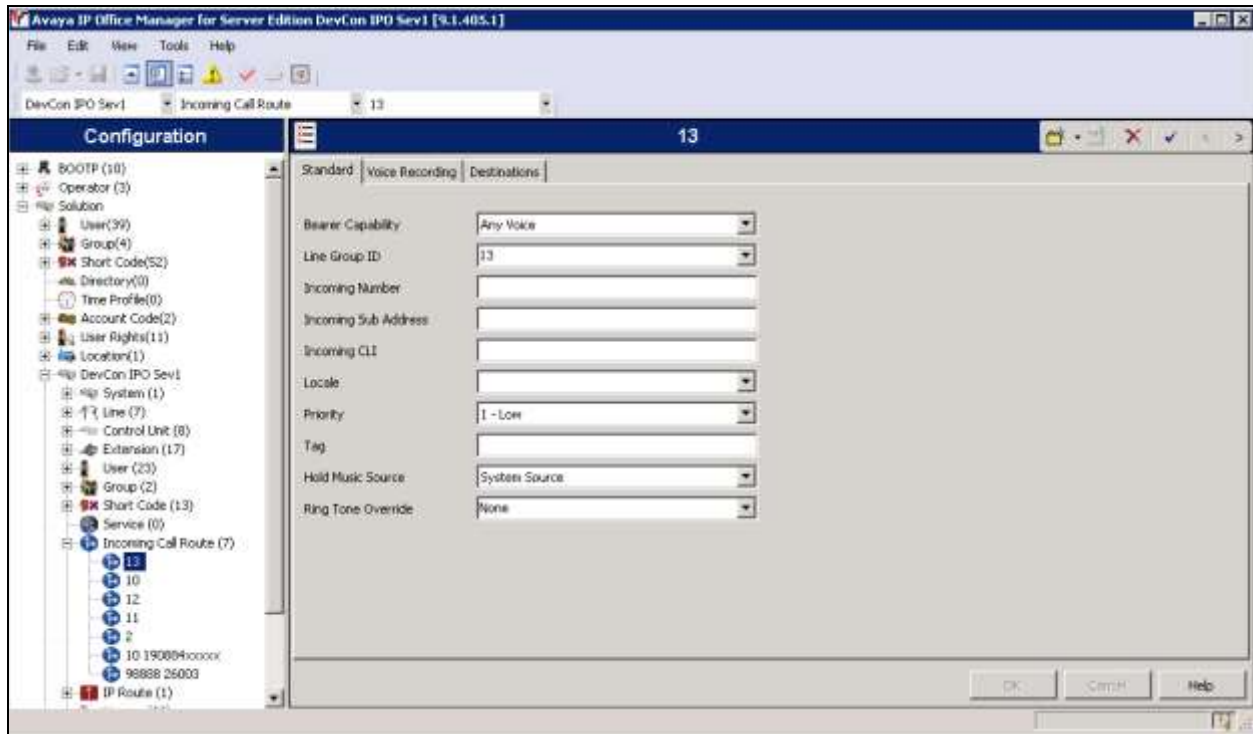 Avaya IP Office Manager for Server Edition DevCon IPO Sev1 [9.1.405.1]
File Edit View Tools Help
DevCon IPO Sev1 Incoming Call Route 13
Configuration
13
BOOTP (10)
Operator (3)
Solution
User(39)
Group(4)
Short Code(52)
Directory(0)
Time Profile(0)
Account Code(2)
User Rights(11)
Location(1)
DevCon IPO Sev1
System (1)
Line (7)
Control Unit (8)
Extension (17)
User (23)
Group (2)
Short Code (13)
Service (0)
Incoming Call Route (7)
13
10
12
11
2
10 190884xxxxx
98888 26003
IP Route (1)
Standard Voice Recording Destinations
Bearer Capability Any Voice
Line Group ID 13
Incoming Number
Incoming Sub Address
Incoming CLI
Locale
Priority 1 - Low
Tag
Hold Music Source System Source
Ring Tone Override None
OK Cancel Help